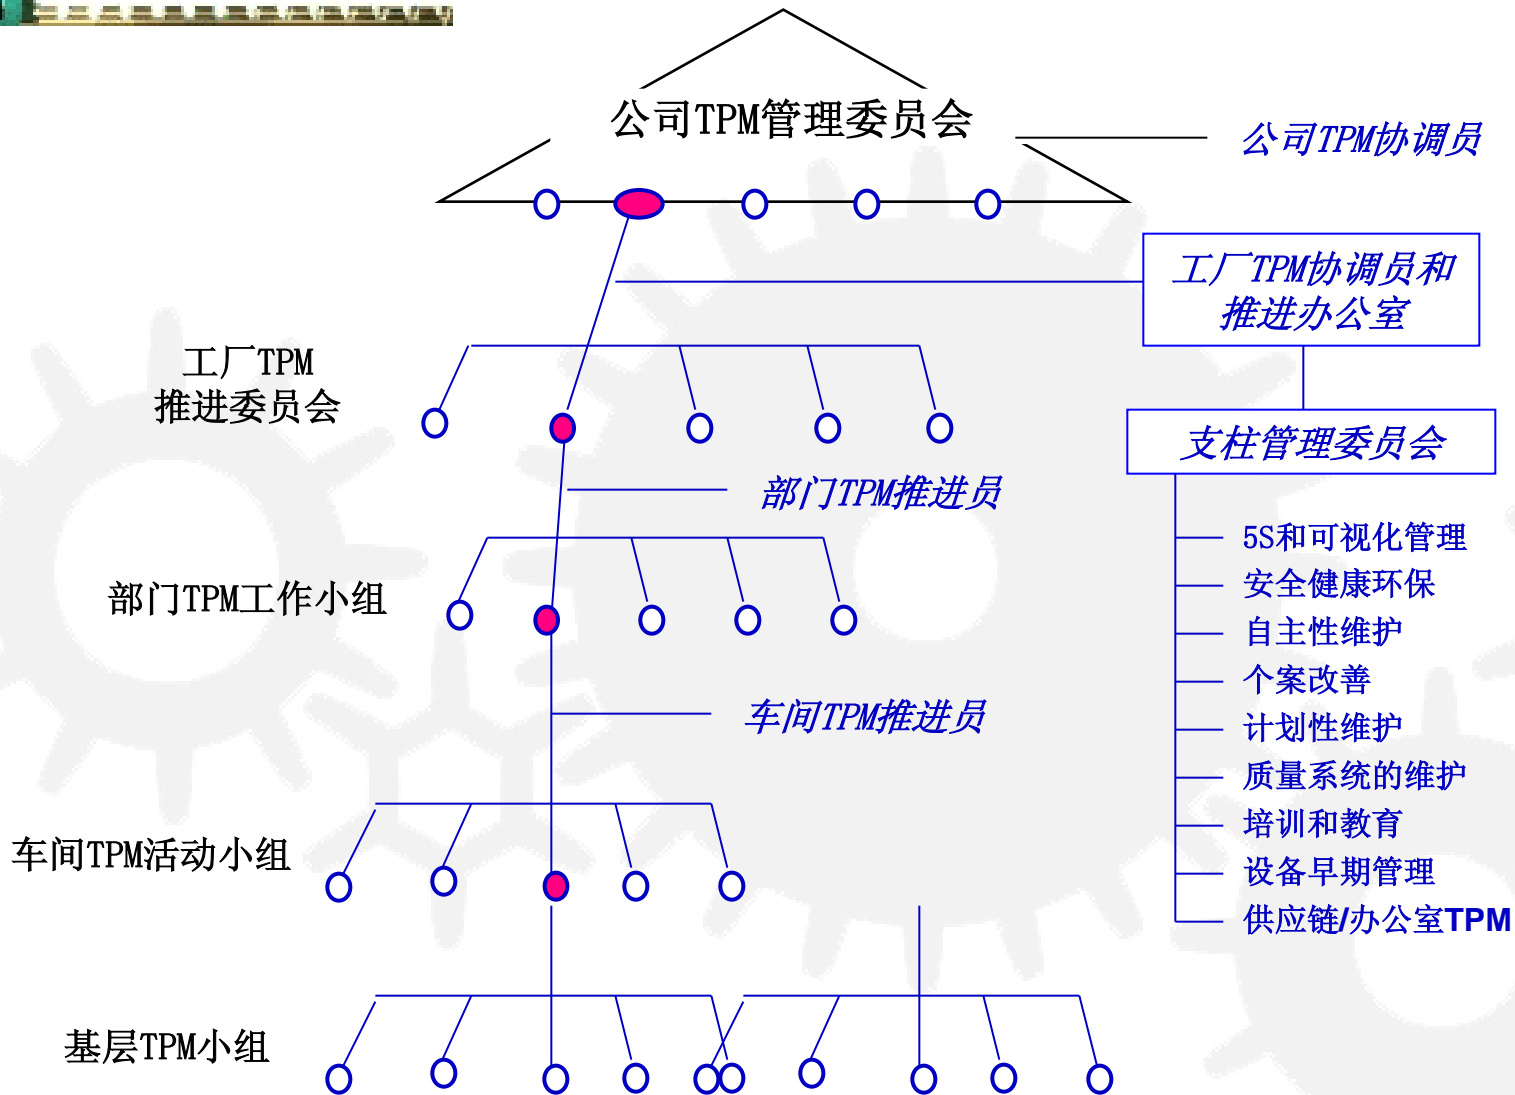 公司TPM管理委员会
公司TPM协调员
工厂TPM协调员和
推进办公室
工厂TPM
推进委员会
支柱管理委员会
部门TPM推进员
5S和可视化管理
安全健康环保
部门TPM工作小组
自主性维护
个案改善
车间TPM推进员
计划性维护
质量系统的维护
培训和教育
车间TPM活动小组
设备早期管理
供应链/办公室TPM
基层TPM小组